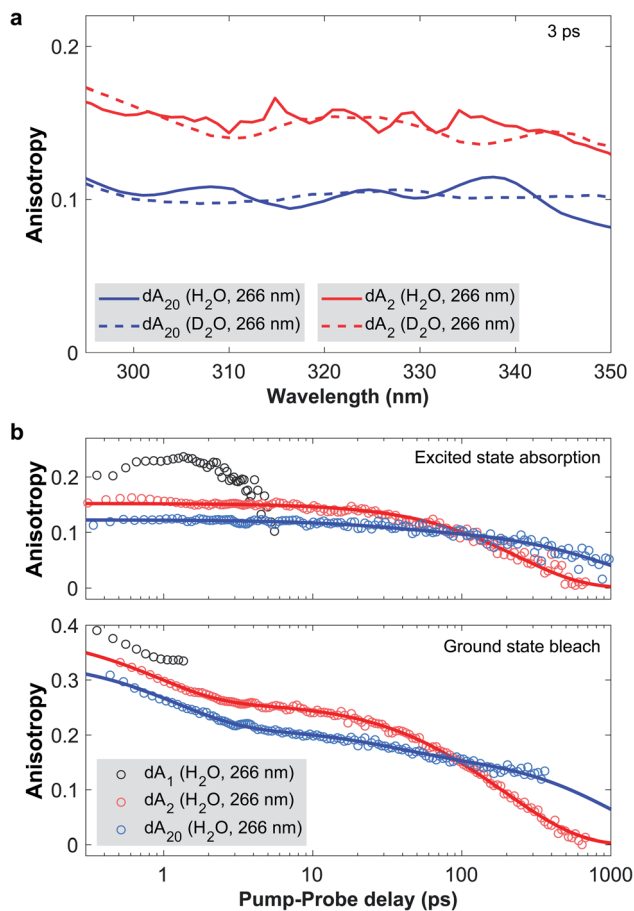 a
3 ps
0.2
0.1
0
Anisotropy
dA20 (H2O, 266 nm) dA2 (H2O, 266 nm)
dA20 (D2O, 266 nm) dA2 (D2O, 266 nm)
300 310 320 330 340 350
Wavelength (nm)
b
Excited state absorption
0.2
0.1
0
Anisotropy
Ground state bleach
0.4
0.3
0.2
0.1
0
Anisotropy
dA1 (H2O, 266 nm)
dA2 (H2O, 266 nm)
dA20 (H2O, 266 nm)
1 10 100 1000
Pump-Probe delay (ps)